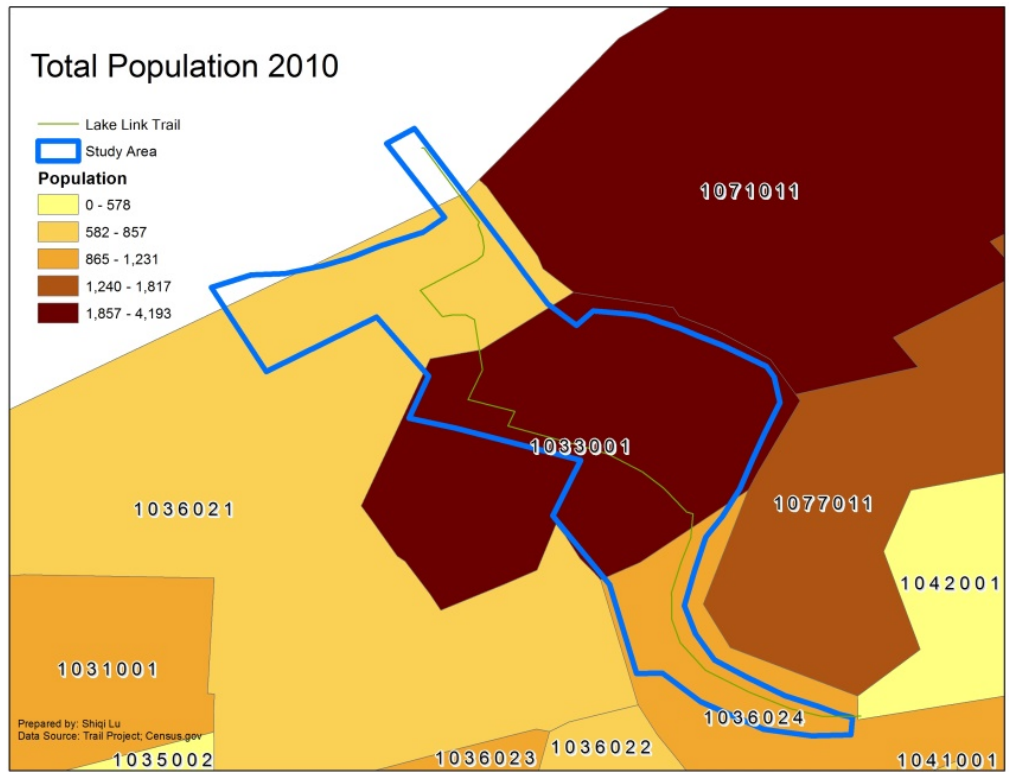 Total Population 2010
Lake Link Trail
Study Area
Population
0 - 578
582 - 857
865 - 1,231
1,240 - 1,817
1,857 - 4,193
1071011
1033001
1036021
1077011
1042001
1031001
1036024
Prepared by: Shiqi Lu
Data Source: Trail Project; Census.gov
1035002
1036023
1036022
1041001